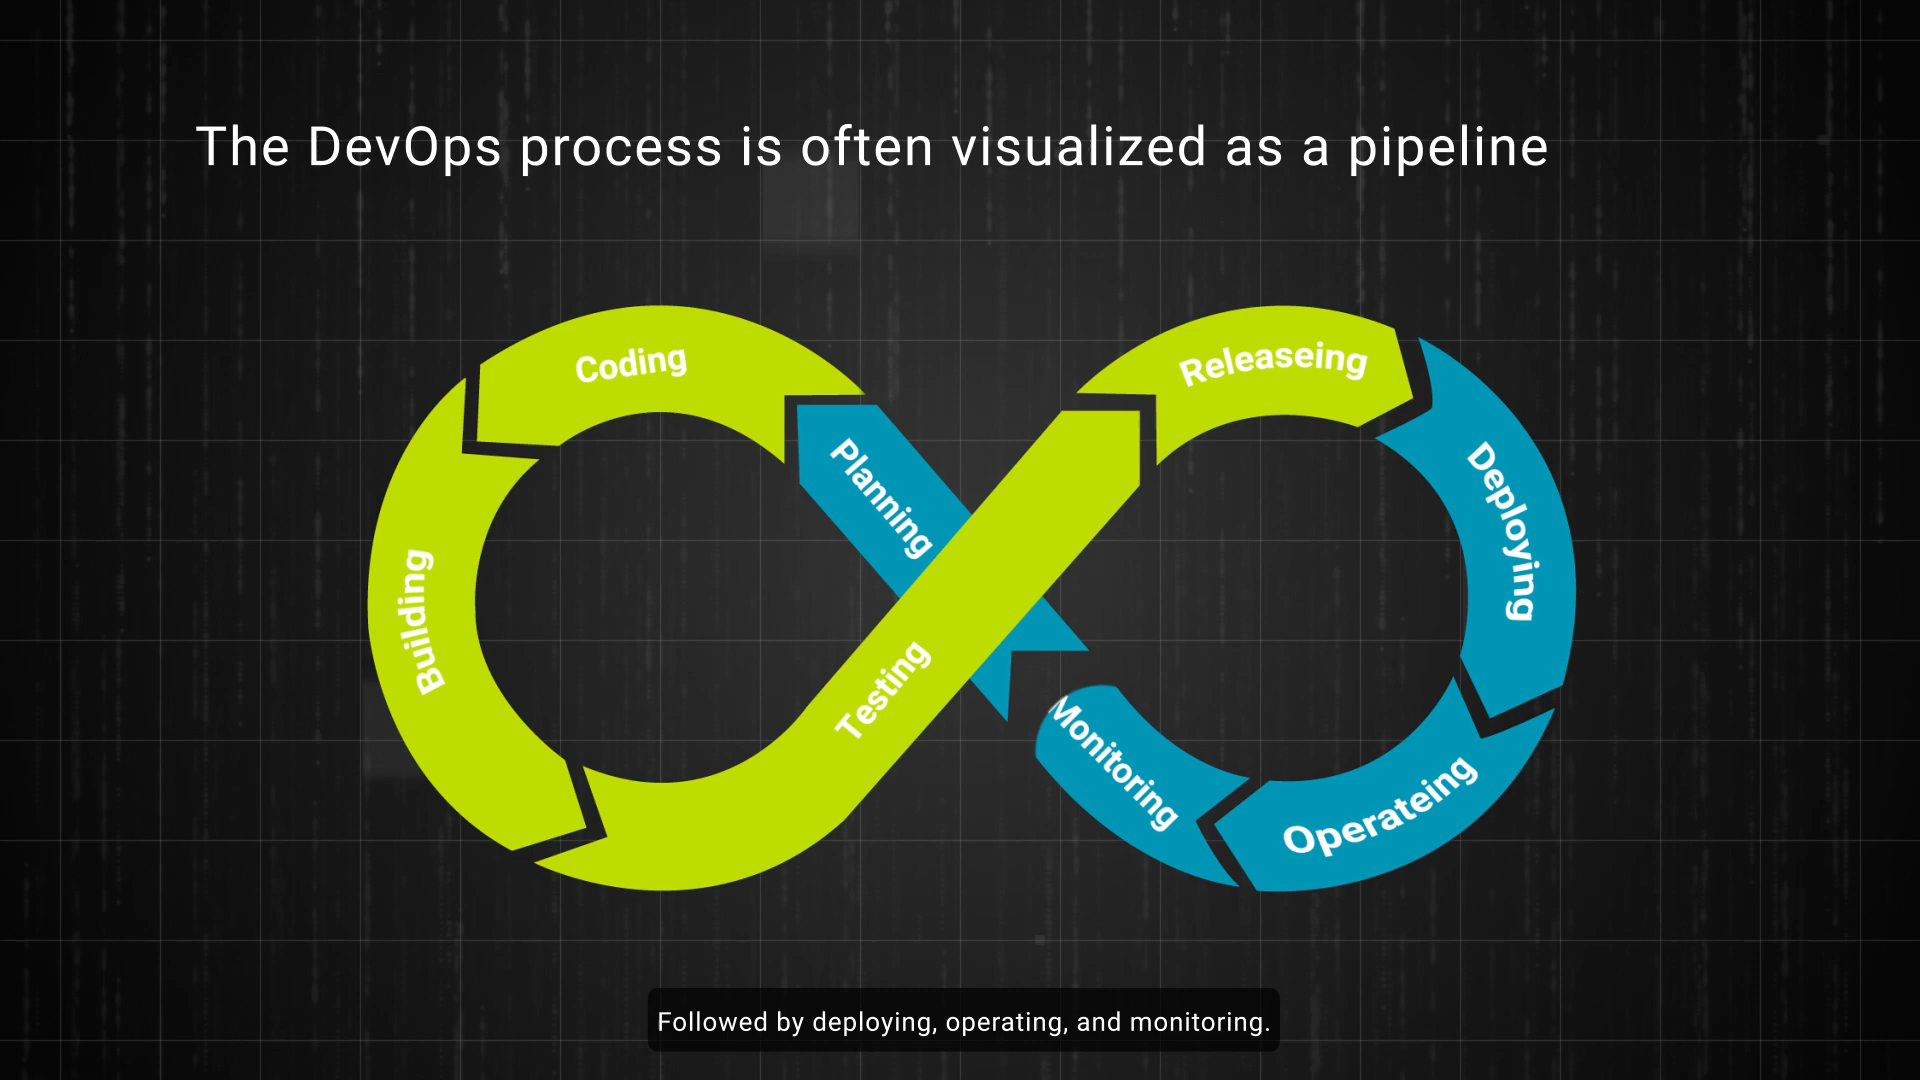 The DevOps process is often visualized as a pipeline
Coding
Releaseing
Planning
Deploying
Building
Testing
Monitoring
Operateing
Followed by deploying, operating, and monitoring.